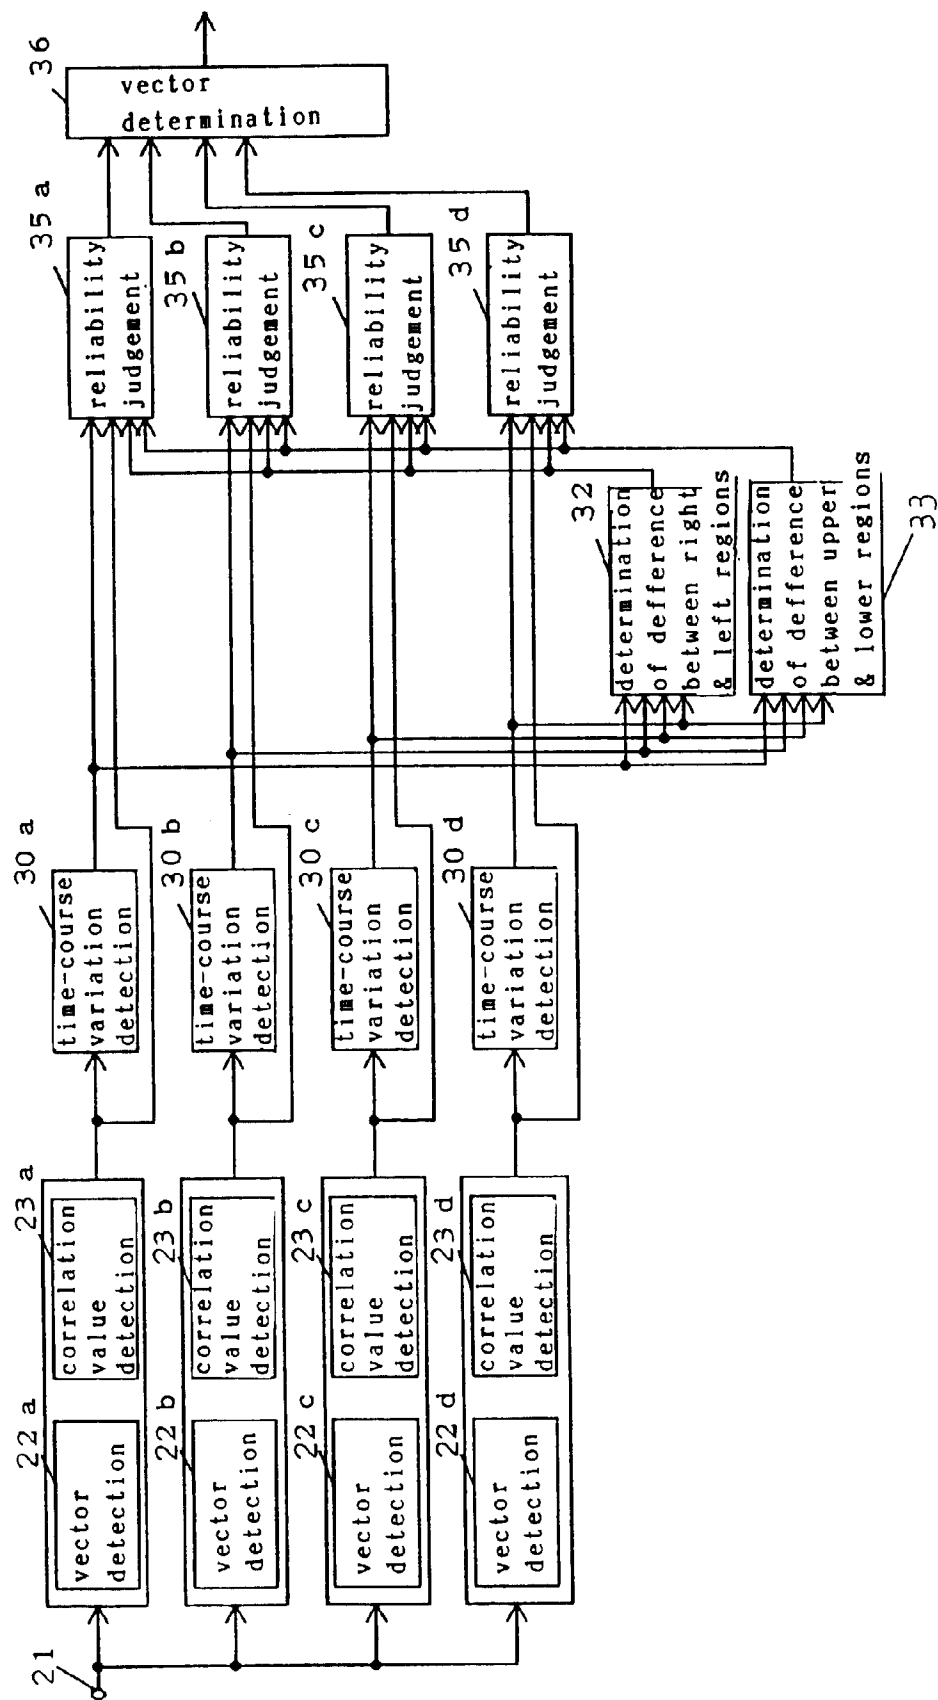 21
22 a
vector
detection
23 a
correlation
value
detection
30 a
time-course
variation
detection
35 a
reliability
judgement
22 b
vector
detection
23 b
correlation
value
detection
30 b
time-course
variation
detection
35 b
reliability
judgement
22 c
vector
detection
23 c
correlation
value
detection
30 c
time-course
variation
detection
35 c
reliability
judgement
22 d
vector
detection
23 d
correlation
value
detection
30 d
time-course
variation
detection
35 d
reliability
judgement
32
determination
of defference
between right
& left regions
33
determination
of defference
between upper
& lower regions
36
vector
determination